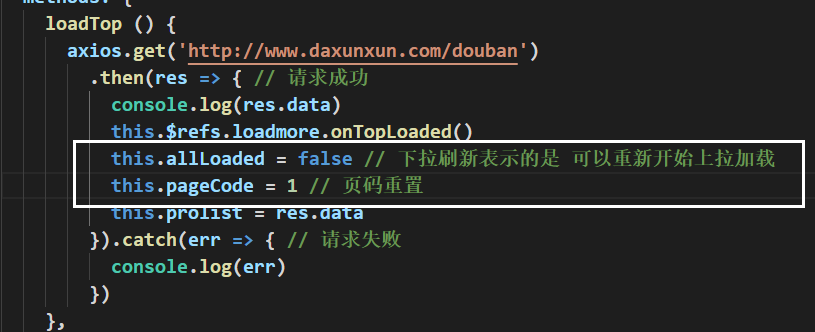 methods: {
loadTop () {
axios.get('http://www.daxunxun.com/douban')
.then(res => { // 请求成功
console.log(res.data)
this.$refs.loadmore.onTopLoaded()
this.allLoaded = false // 下拉刷新表示的是 可以重新开始上拉加载
this.pageCode = 1 // 页码重置
this.prolist = res.data
}).catch(err => { // 请求失败
console.log(err)
})
},